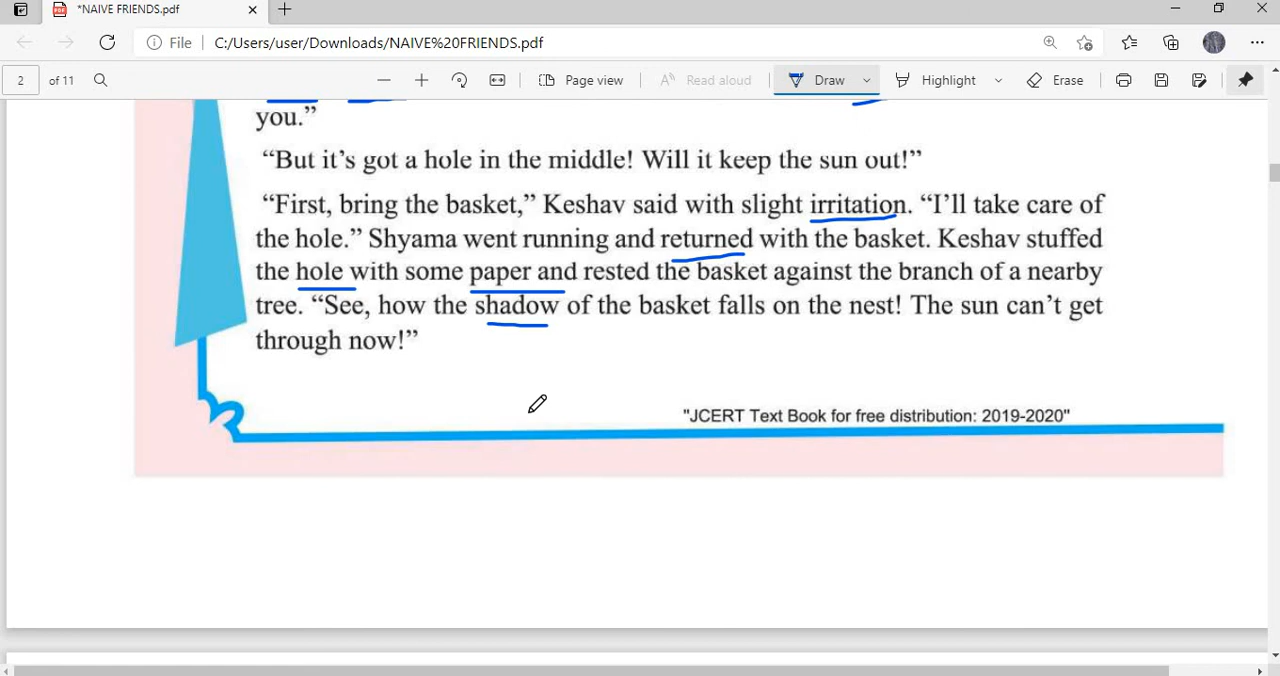 *NAIVE FRIENDS.pdf
File C:/Users/user/Downloads/NAIVE%20FRIENDS.pdf
2 of 11 Page view Read aloud Draw Highlight Erase
you.”
“But it’s got a hole in the middle! Will it keep the sun out!”
“First, bring the basket,” Keshav said with slight irritation. “I’ll take care of
the hole.” Shyama went running and returned with the basket. Keshav stuffed
the hole with some paper and rested the basket against the branch of a nearby
tree. “See, how the shadow of the basket falls on the nest! The sun can’t get
through now!”
"JCERT Text Book for free distribution: 2019-2020"